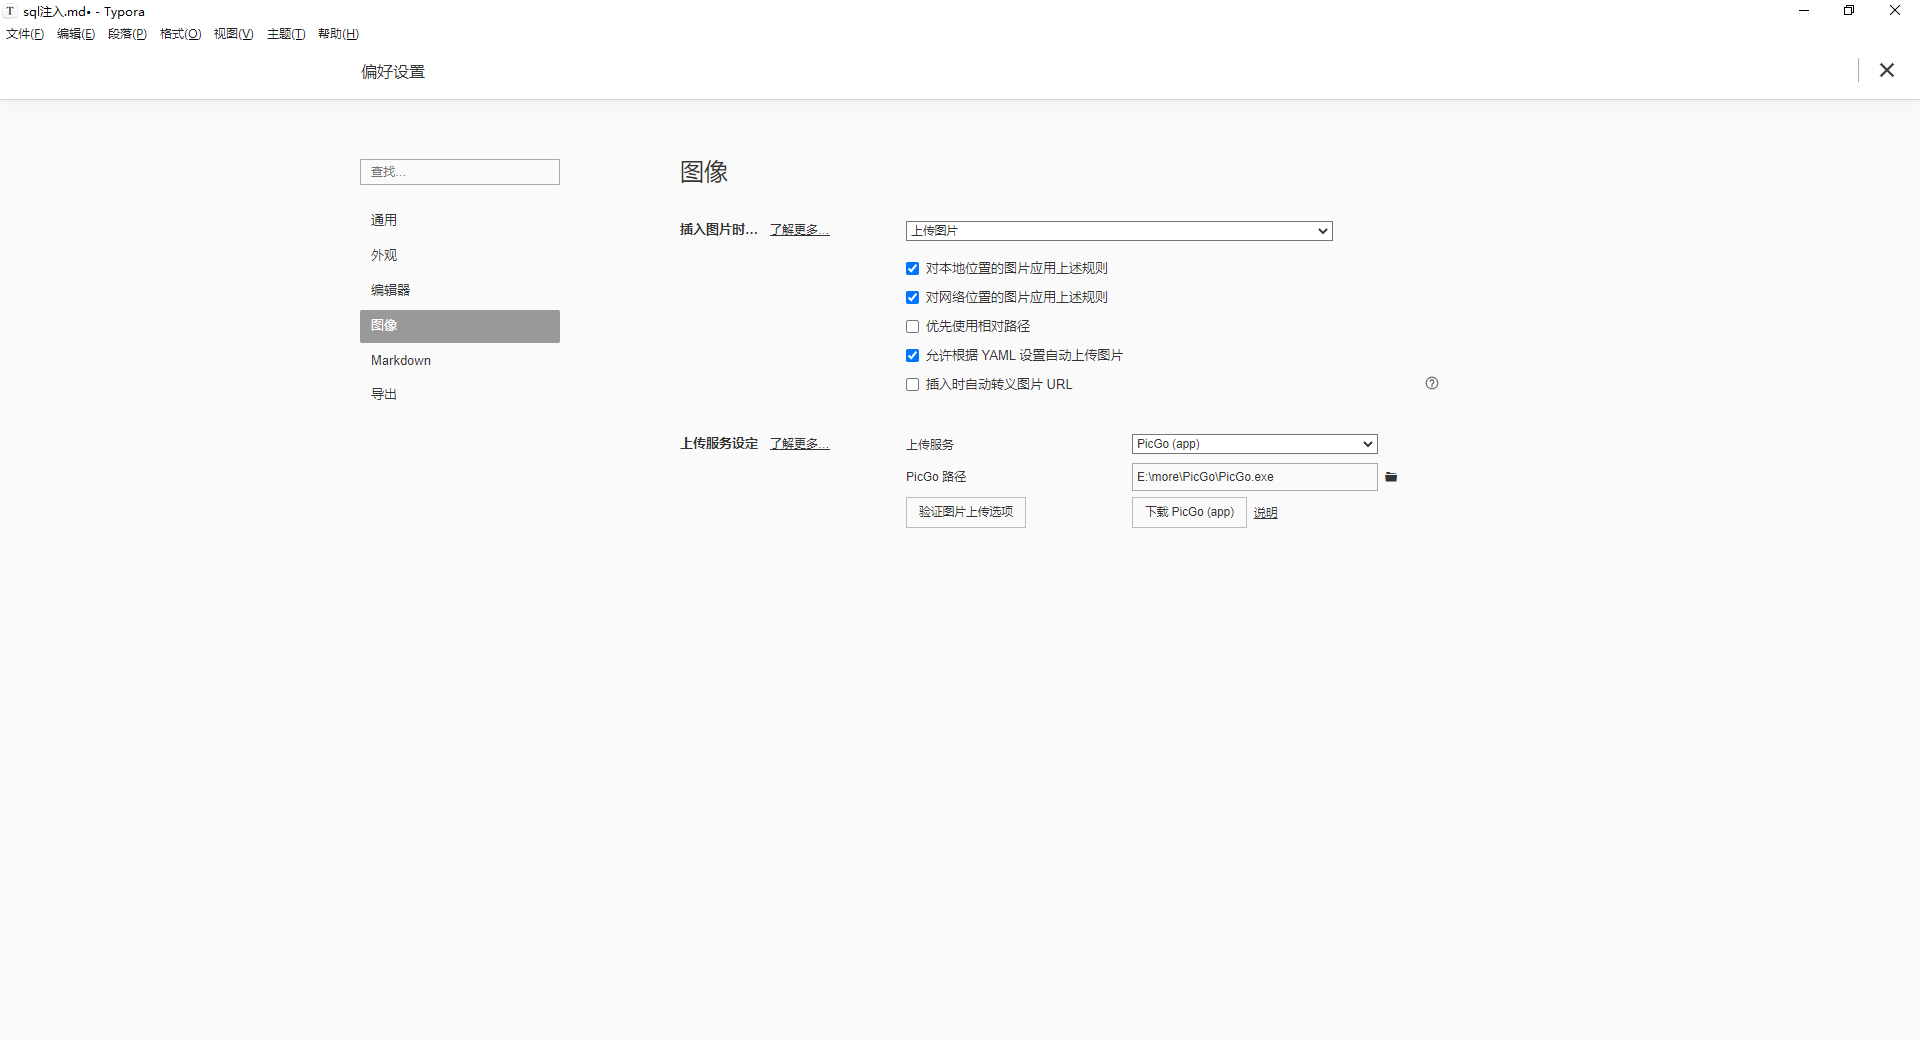 T sql注入.md• - Typora
文件(F) 编辑(E) 段落(P) 格式(O) 视图(V) 主题(T) 帮助(H)
偏好设置
查找...
通用
外观
编辑器
图像
Markdown
导出
图像
插入图片时... 了解更多... 上传图片
对本地位置的图片应用上述规则
对网络位置的图片应用上述规则
优先使用相对路径
允许根据 YAML 设置自动上传图片
插入时自动转义图片 URL
上传服务设定 了解更多... 上传服务 PicGo (app)
PicGo 路径 E:\more\PicGo\PicGo.exe
验证图片上传选项 下载 PicGo (app) 说明